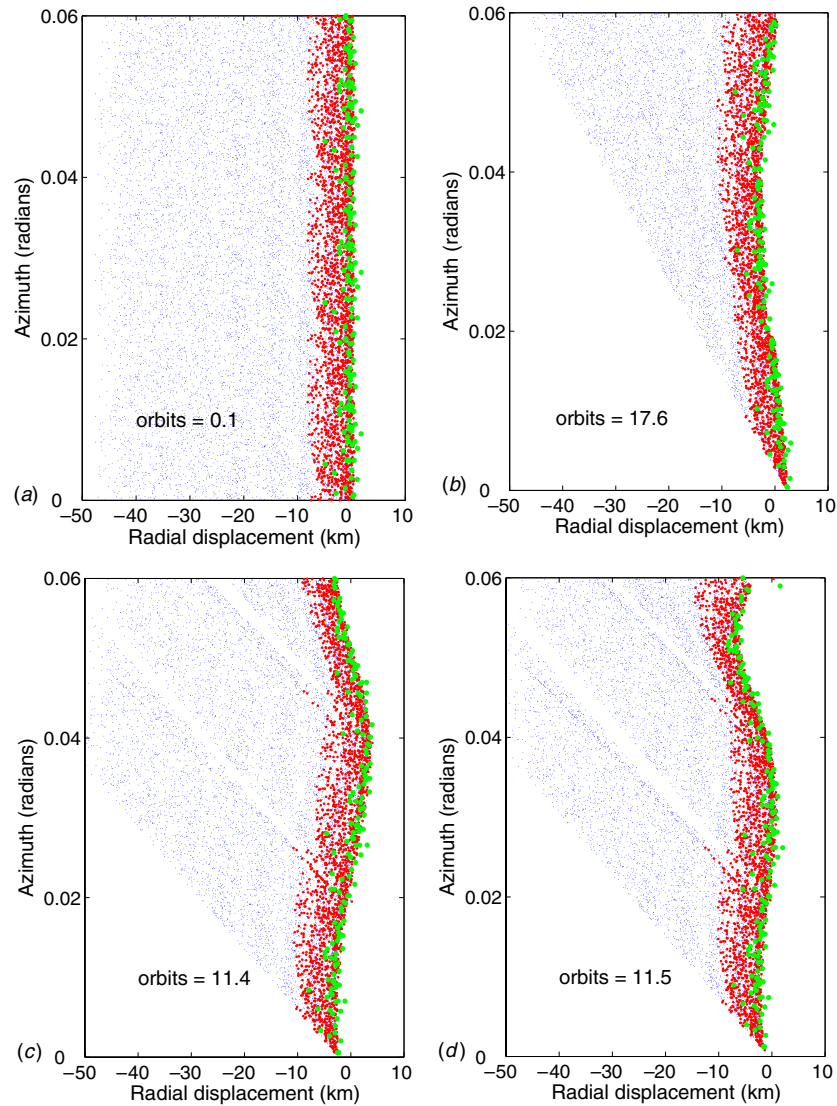 0.06
0.04
0.02
0
Azimuth (radians)
orbits = 0.1
(a)
−50 −40 −30 −20 −10 0 10
Radial displacement (km)
0.06
0.04
0.02
0
Azimuth (radians)
orbits = 17.6
(b)
−50 −40 −30 −20 −10 0 10
Radial displacement (km)
0.06
0.04
0.02
0
Azimuth (radians)
orbits = 11.4
(c)
−50 −40 −30 −20 −10 0 10
Radial displacement (km)
0.06
0.04
0.02
0
Azimuth (radians)
orbits = 11.5
(d)
−50 −40 −30 −20 −10 0 10
Radial displacement (km)